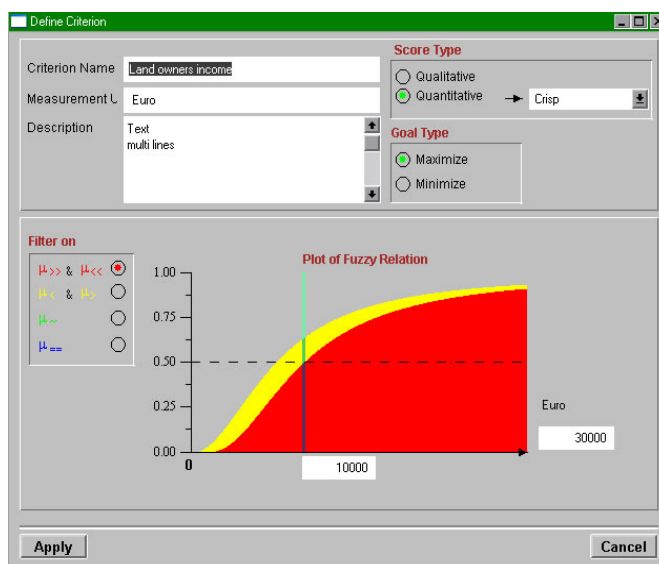 Define Criterion
Criterion Name
Land owners income
Measurement U
Euro
Description
Text
multi lines
Score Type
Qualitative
Quantitative
Crisp
Goal Type
Maximize
Minimize
Filter on
μ>> & μ<<
μ< & μ>
μ~
μ==
Plot of Fuzzy Relation
1.00
0.75
0.50
0.25
0.00
0
10000
Euro
30000
Apply
Cancel